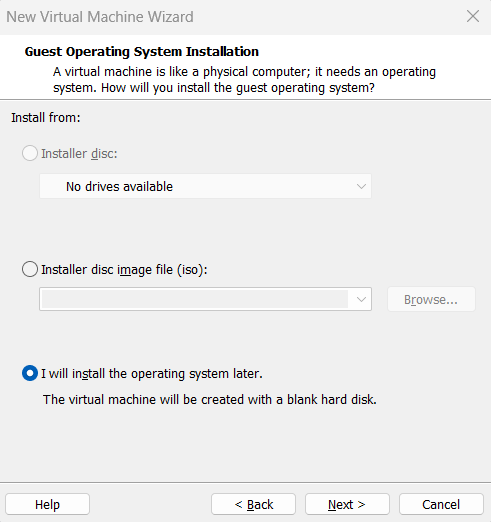 New Virtual Machine Wizard
Guest Operating System Installation
A virtual machine is like a physical computer; it needs an operating
system. How will you install the guest operating system?
Install from:
Installer disc:
No drives available
Installer disc image file (iso):
Browse...
I will install the operating system later.
The virtual machine will be created with a blank hard disk.
Help
< Back
Next >
Cancel